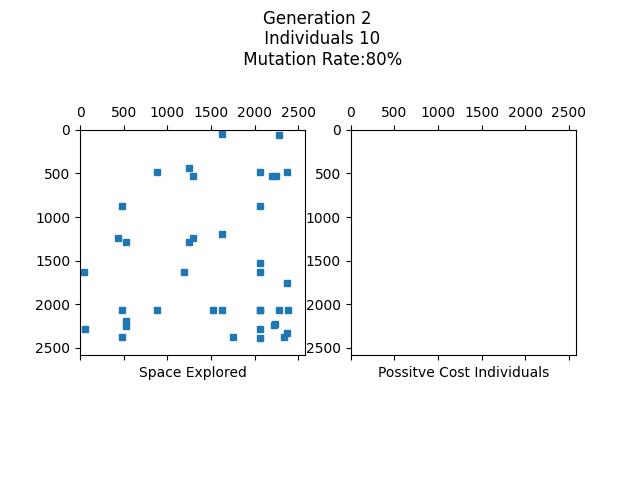 Generation 2
Individuals 10
Mutation Rate:80%
0 500 1000 1500 2000 2500
0 500 1000 1500 2000 2500
0
500
1000
1500
2000
2500
0
500
1000
1500
2000
2500
Space Explored
Possitve Cost Individuals